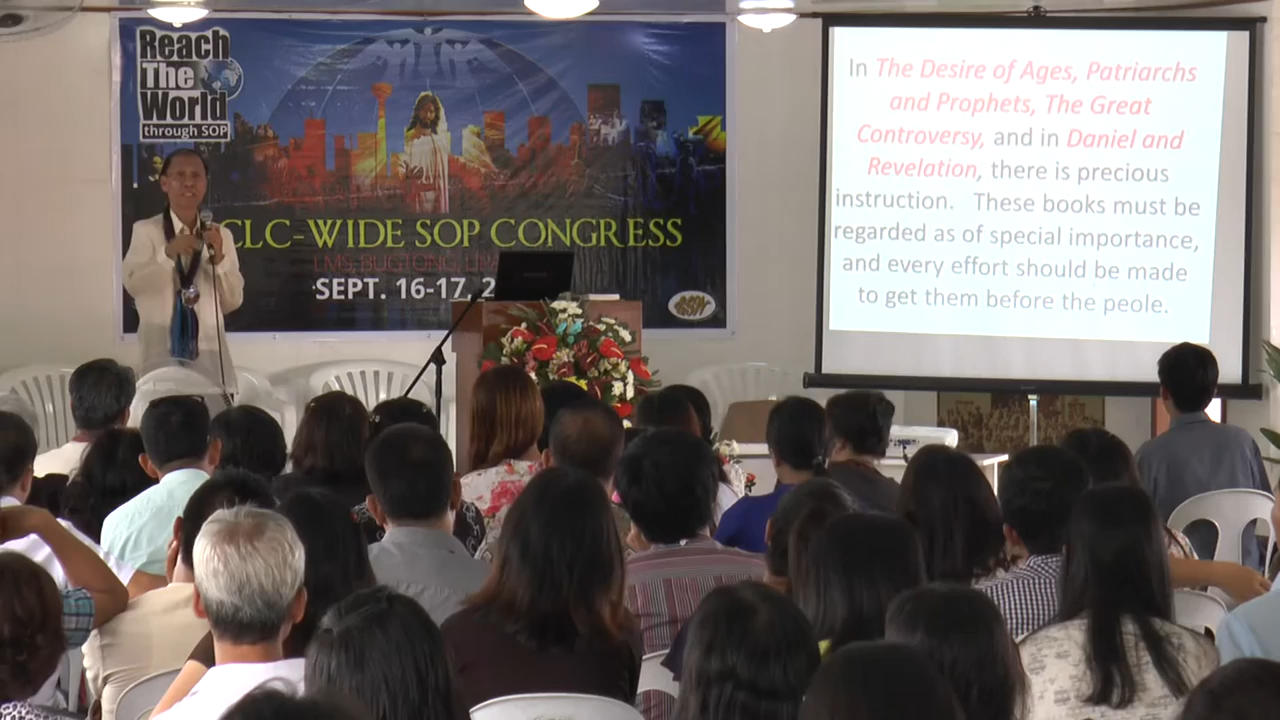 Reach
The
World
through SOP
CLC-WIDE SOP CONGRESS
LMS, BUGTONG,
SEPT. 16-17, 2
In The Desire of Ages, Patriarchs
and Prophets, The Great
Controversy, and in Daniel and
Revelation, there is precious
instruction. These books must be
regarded as of special importance,
and every effort should be made
to get them before the peole.